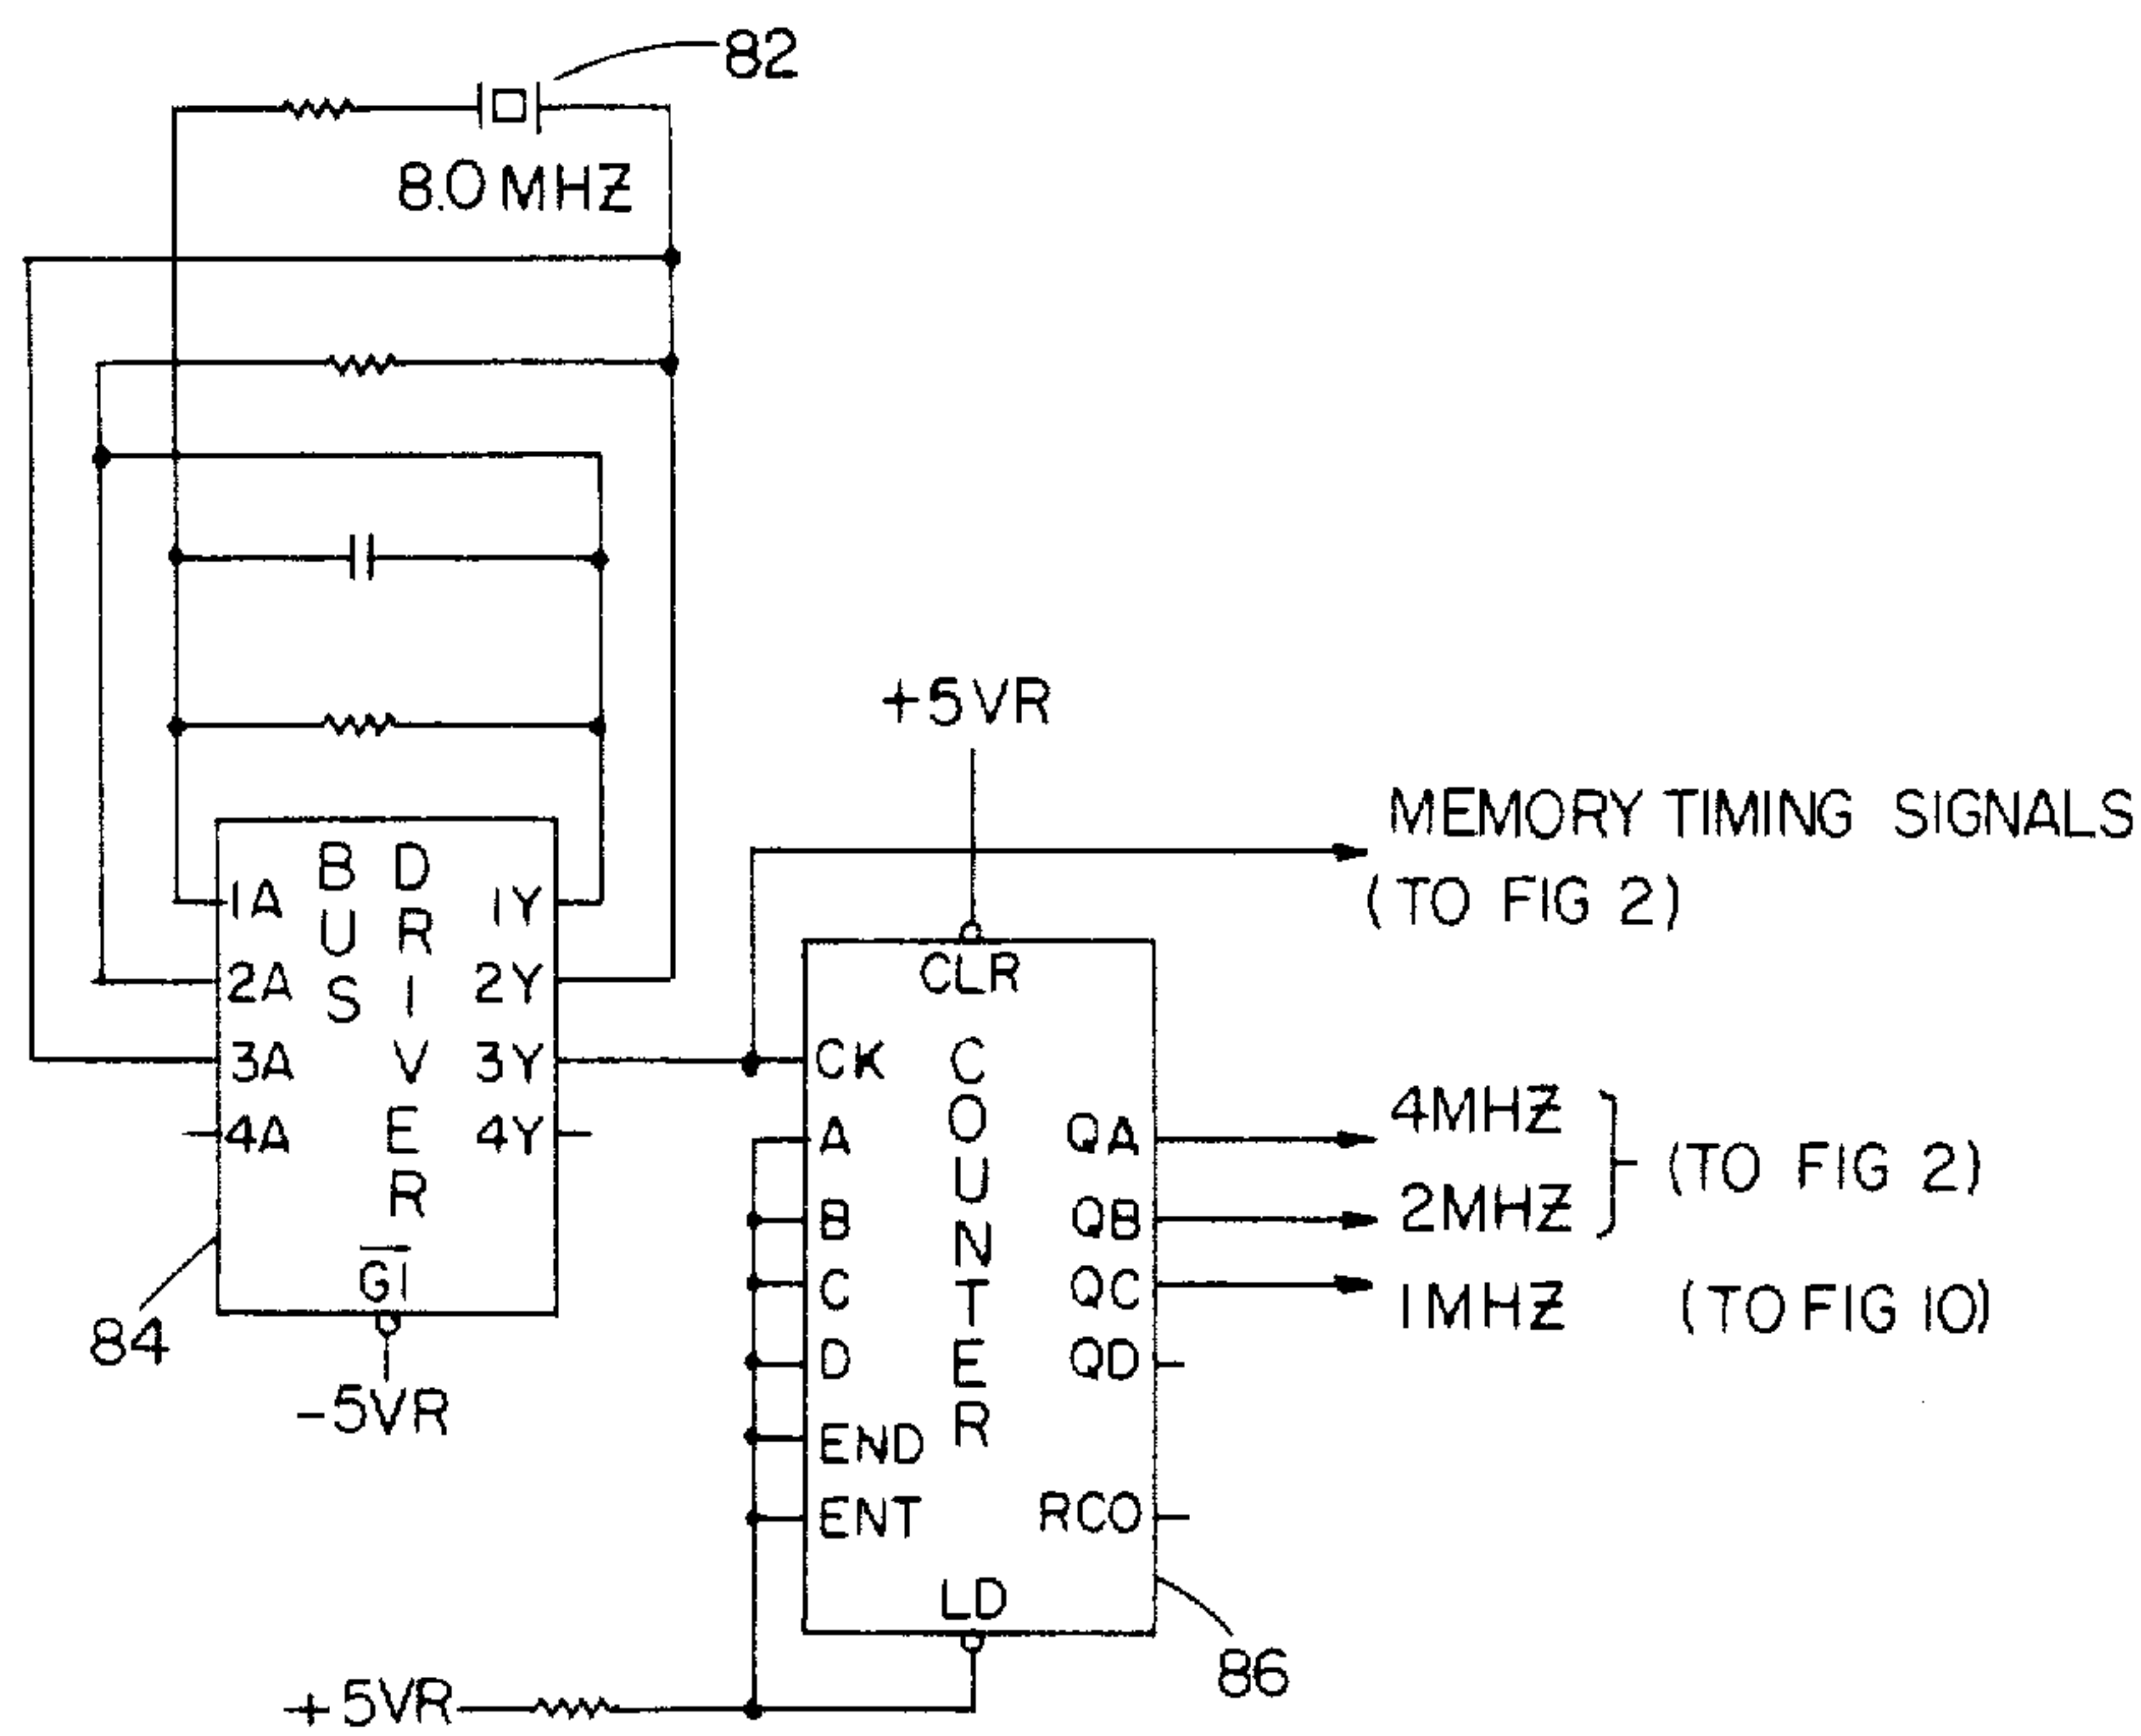 82
8.0 MHZ
+5VR
MEMORY TIMING SIGNALS
(TO FIG 2)
BUS DRIVER
1A 1Y
2A 2Y
3A 3Y
4A 4Y
G1
84
-5VR
CLR
COUNTER
CK
A QA
B QB
C QC
D QD
END
ENT RCO
LD
86
4MHZ
2MHZ
(TO FIG 2)
1MHZ (TO FIG 10)
+5VR